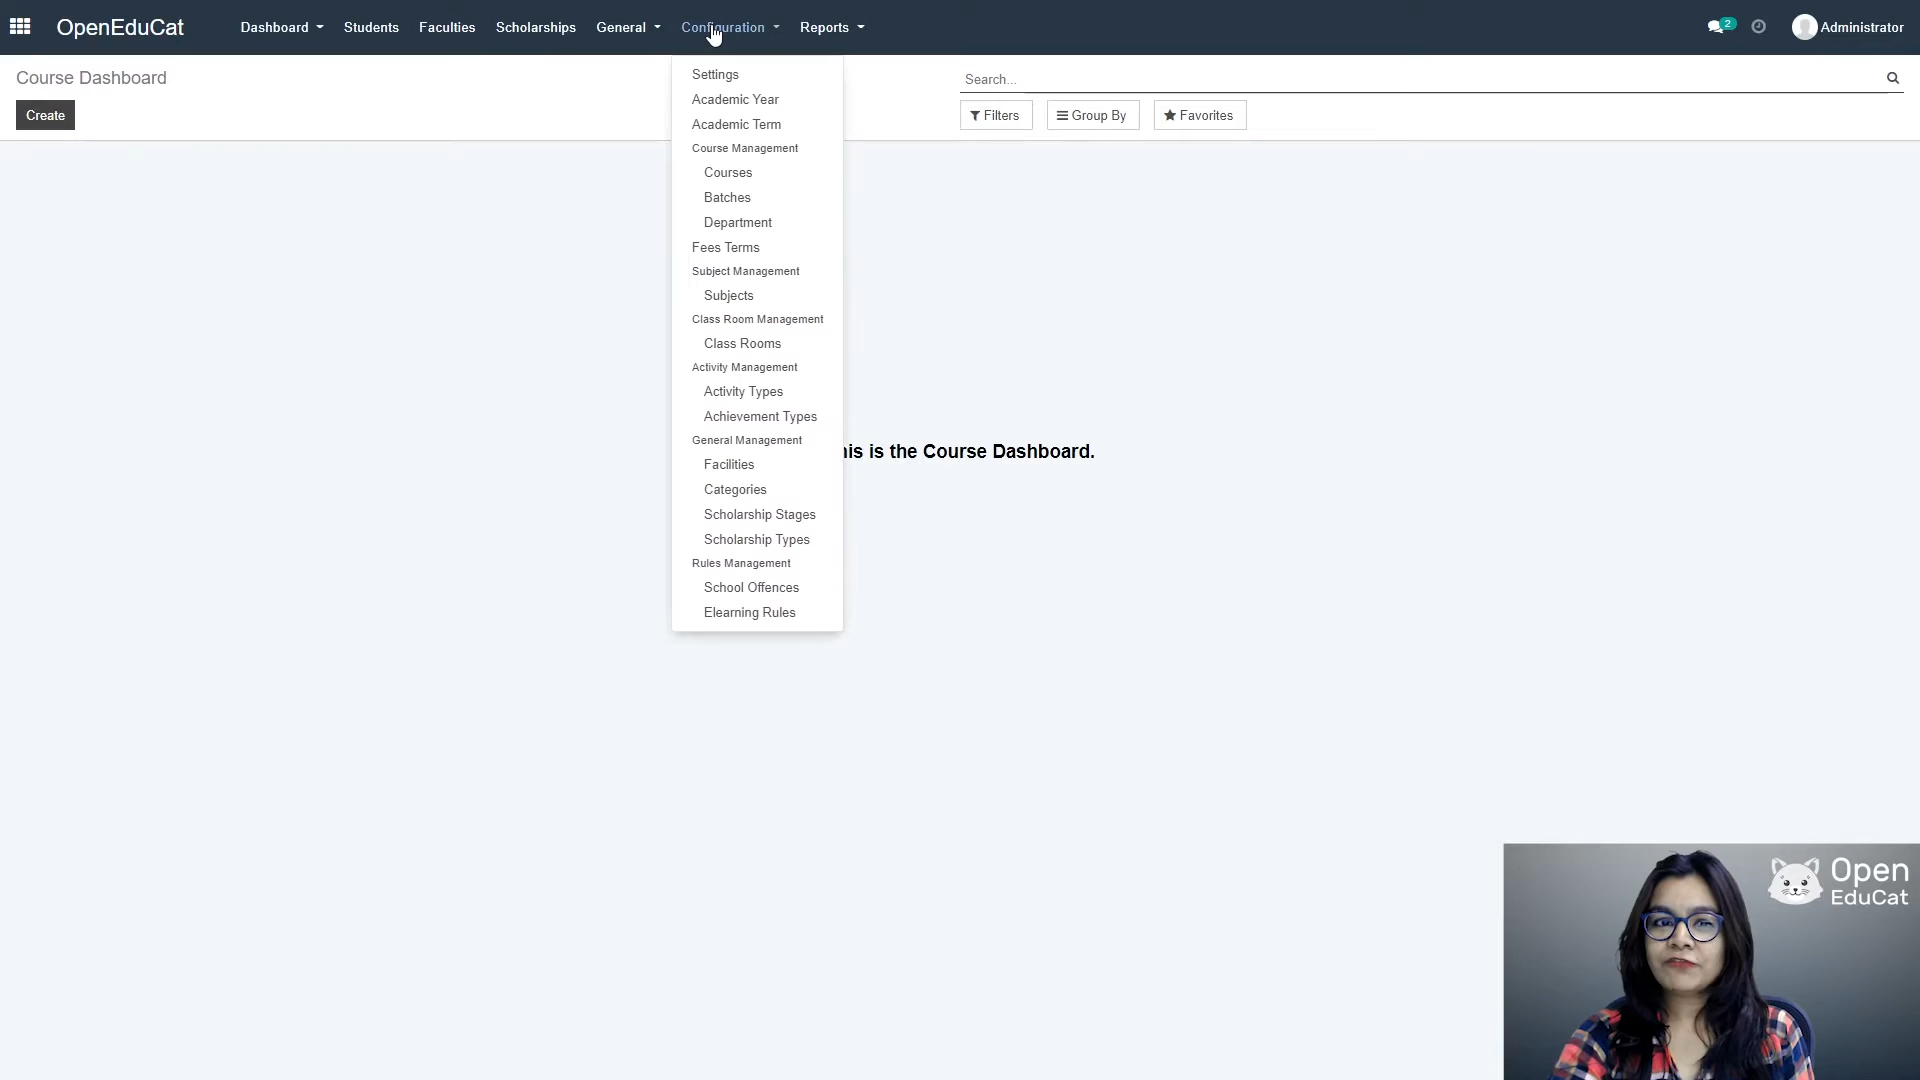 OpenEduCat
Dashboard
Students
Faculties
Scholarships
General
Configuration
Reports
2
Administrator
Course Dashboard
Create
Search...
Filters
Group By
Favorites
Settings
Academic Year
Academic Term
Course Management
Courses
Batches
Department
Fees Terms
Subject Management
Subjects
Class Room Management
Class Rooms
Activity Management
Activity Types
Achievement Types
General Management
Facilities
Categories
Scholarship Stages
Scholarship Types
Rules Management
School Offences
Elearning Rules
his is the Course Dashboard.
Open
EduCat